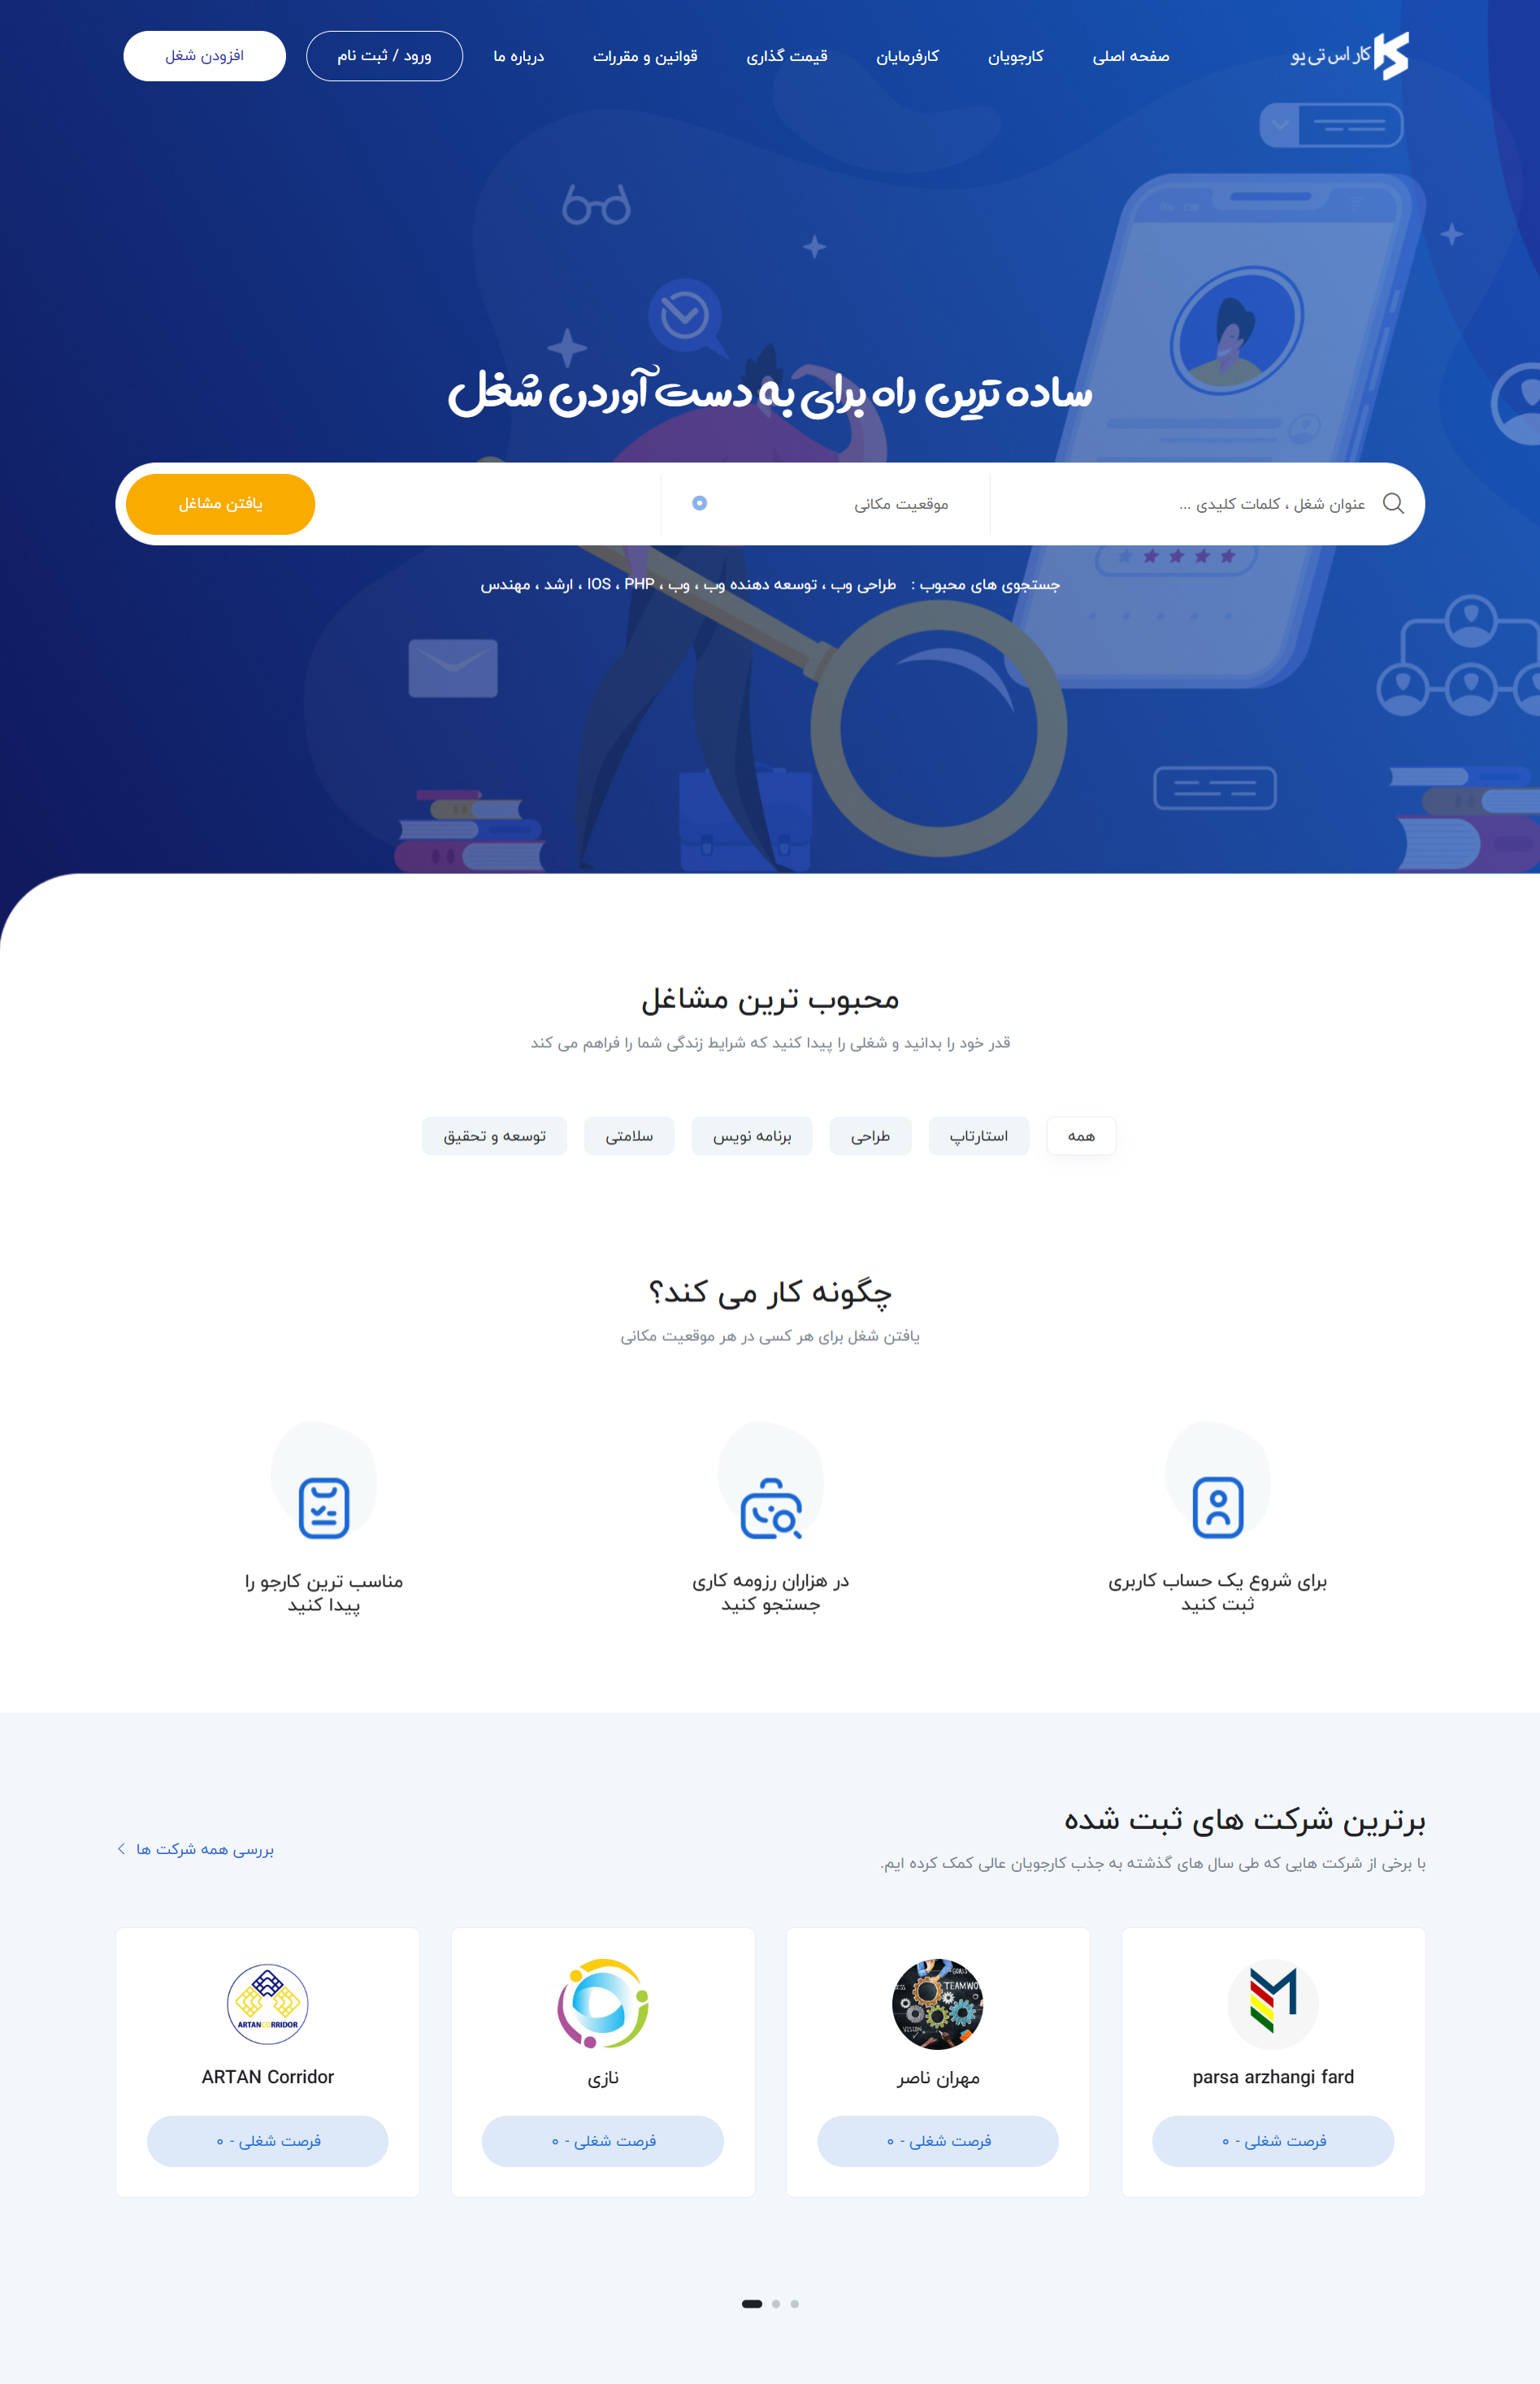 کار اس تی یو
صفحه اصلی
کارجویان
کارفرمایان
قیمت گذاری
قوانین و مقررات
درباره ما
ورود / ثبت نام
افزودن شغل
ساده ترین راه برای به دست آوردن شغل
عنوان شغل ، کلمات کلیدی ...
موقعیت مکانی
یافتن مشاغل
جستجوی های محبوب : طراحی وب ، توسعه دهنده وب ، وب ، IOS ، PHP ، ارشد ، مهندس
محبوب ترین مشاغل
قدر خود را بدانید و شغلی را پیدا کنید که شرایط زندگی شما را فراهم می کند
همه
استارتاپ
طراحی
برنامه نویس
سلامتی
توسعه و تحقیق
چگونه کار می کند؟
یافتن شغل برای هر کسی در هر موقعیت مکانی
برای شروع یک حساب کاربری
ثبت کنید
در هزاران رزومه کاری
جستجو کنید
مناسب ترین کارجو را
پیدا کنید
برترین شرکت های ثبت شده
با برخی از شرکت هایی که طی سال های گذشته به جذب کارجویان عالی کمک کرده ایم.
بررسی همه شرکت ها
parsa arzhangi fard
فرصت شغلی - ۰
TEAMWO
GOAL
VISION
مهران ناصر
فرصت شغلی - ۰
نازی
فرصت شغلی - ۰
ARTANCORRIDOR
ARTAN Corridor
فرصت شغلی - ۰